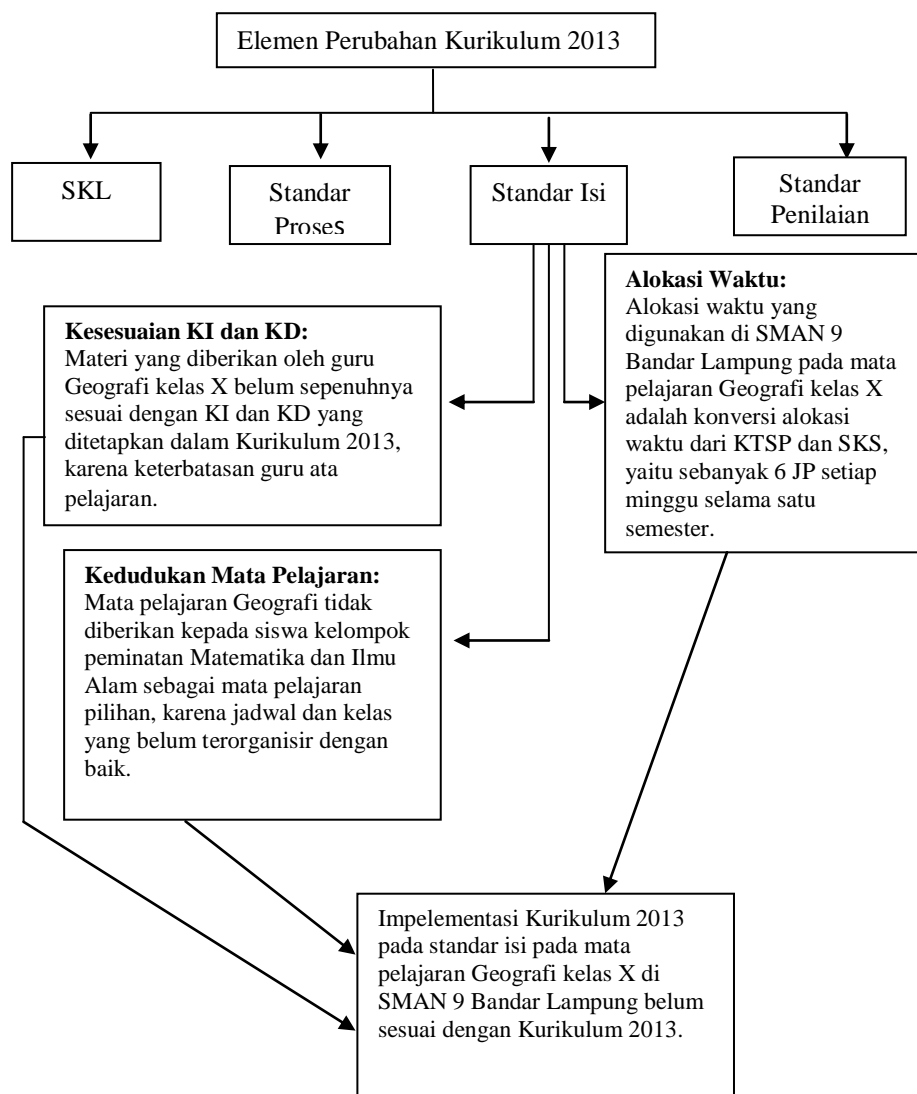 Elemen Perubahan Kurikulum 2013
SKL
Standar
Proses
Standar Isi
Standar
Penilaian
Kesesuaian KI dan KD:
Materi yang diberikan oleh guru
Geografi kelas X belum sepenuhnya
sesuai dengan KI dan KD yang
ditetapkan dalam Kurikulum 2013,
karena keterbatasan guru ata
pelajaran.
Alokasi Waktu:
Alokasi waktu yang
digunakan di SMAN 9
Bandar Lampung pada mata
pelajaran Geografi kelas X
adalah konversi alokasi
waktu dari KTSP dan SKS,
yaitu sebanyak 6 JP setiap
minggu selama satu
semester.
Kedudukan Mata Pelajaran:
Mata pelajaran Geografi tidak
diberikan kepada siswa kelompok
peminatan Matematika dan Ilmu
Alam sebagai mata pelajaran
pilihan, karena jadwal dan kelas
yang belum terorganisir dengan
baik.
Impelementasi Kurikulum 2013
pada standar isi pada mata
pelajaran Geografi kelas X di
SMAN 9 Bandar Lampung belum
sesuai dengan Kurikulum 2013.